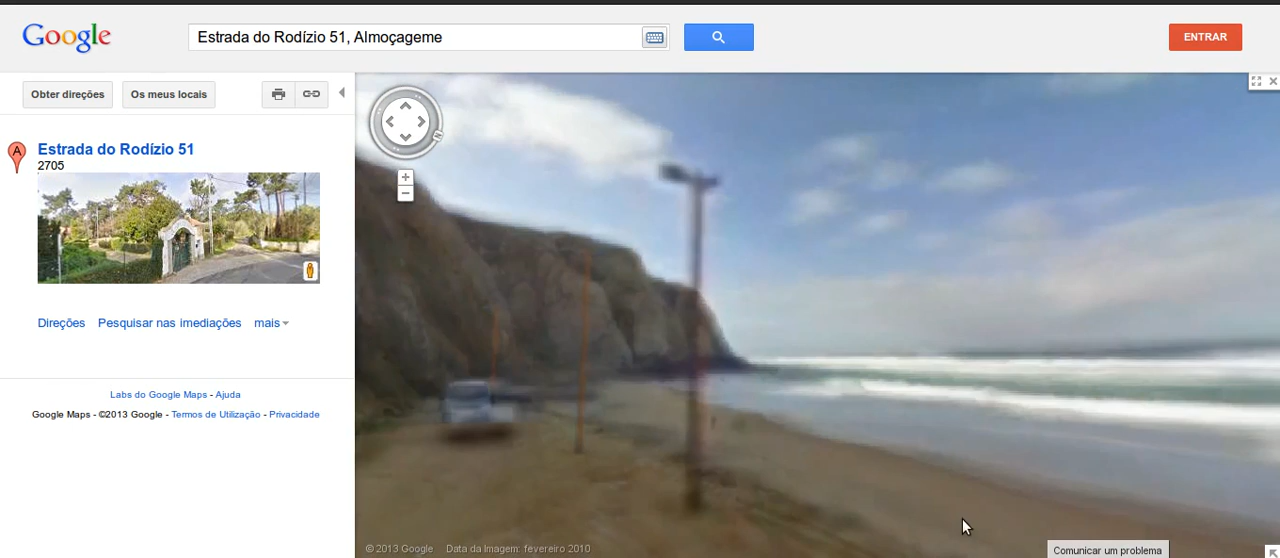 Google
Estrada do Rodízio 51, Almoçageme
ENTRAR
Obter direções
Os meus locais
A
Estrada do Rodízio 51
2705
Direções Pesquisar nas imediações mais
Labs do Google Maps - Ajuda
Google Maps - ©2013 Google - Termos de Utilização - Privacidade
N
© 2013 Google Data da Imagem: fevereiro 2010
Comunicar um problema